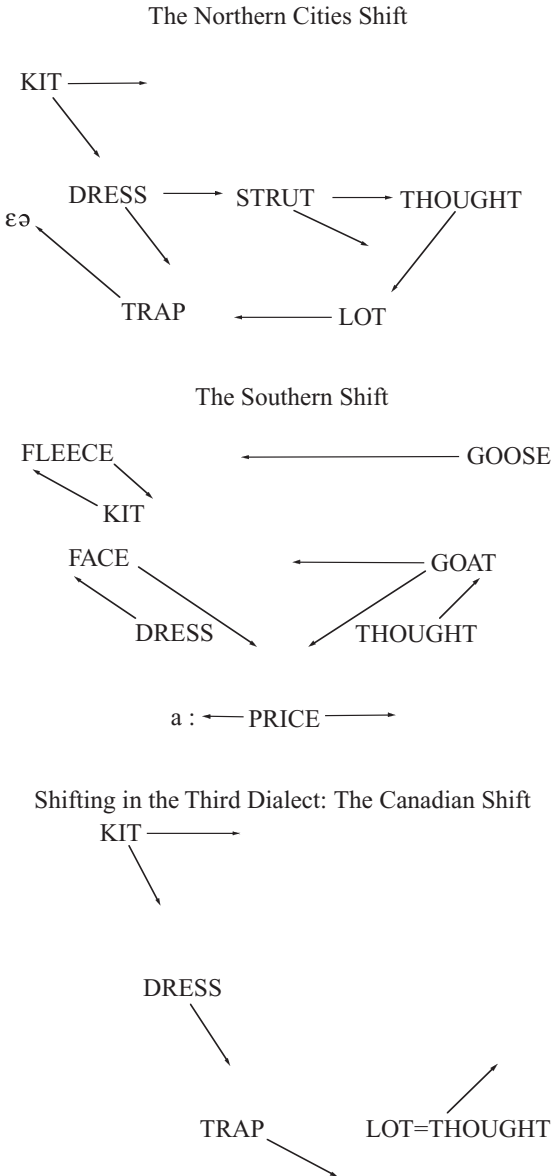 The Northern Cities Shift
KIT
DRESS STRUT THOUGHT
ɛə
TRAP LOT
The Southern Shift
FLEECE GOOSE
KIT
FACE GOAT
DRESS THOUGHT
a : PRICE
Shifting in the Third Dialect: The Canadian Shift
KIT
DRESS
TRAP LOT=THOUGHT